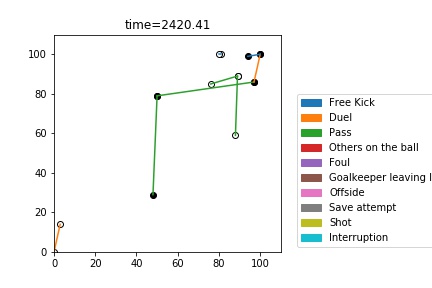 time=2420.41
100
80
60
40
20
0
0 20 40 60 80 100
Free Kick
Duel
Pass
Others on the ball
Foul
Goalkeeper leaving l
Offside
Save attempt
Shot
Interruption